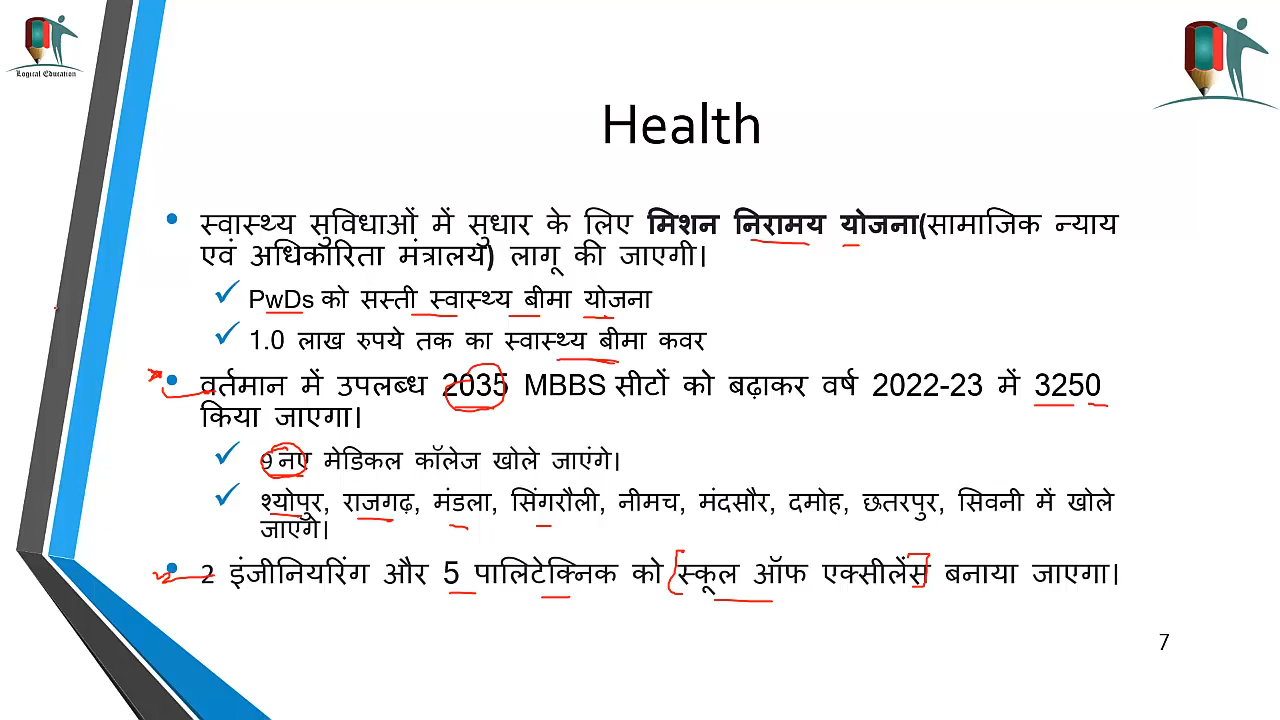 Logical Education
Health
• स्वास्थ्य सुविधाओं में सुधार के लिए मिशन निरामय योजना(सामाजिक न्याय
एवं अधिकारिता मंत्रालय) लागू की जाएगी।
✓ PwDs को सस्ती स्वास्थ्य बीमा योजना
✓ 1.0 लाख रुपये तक का स्वास्थ्य बीमा कवर
• वर्तमान में उपलब्ध 2035 MBBS सीटों को बढ़ाकर वर्ष 2022-23 में 3250
किया जाएगा।
✓ 9 नए मेडिकल कॉलेज खोले जाएंगे।
✓ श्योपुर, राजगढ़, मंडला, सिंगरौली, नीमच, मंदसौर, दमोह, छतरपुर, सिवनी में खोले
जाएंगे।
• 2 इंजीनियरिंग और 5 पालिटेक्निक को स्कूल ऑफ एक्सीलेंस बनाया जाएगा।
7